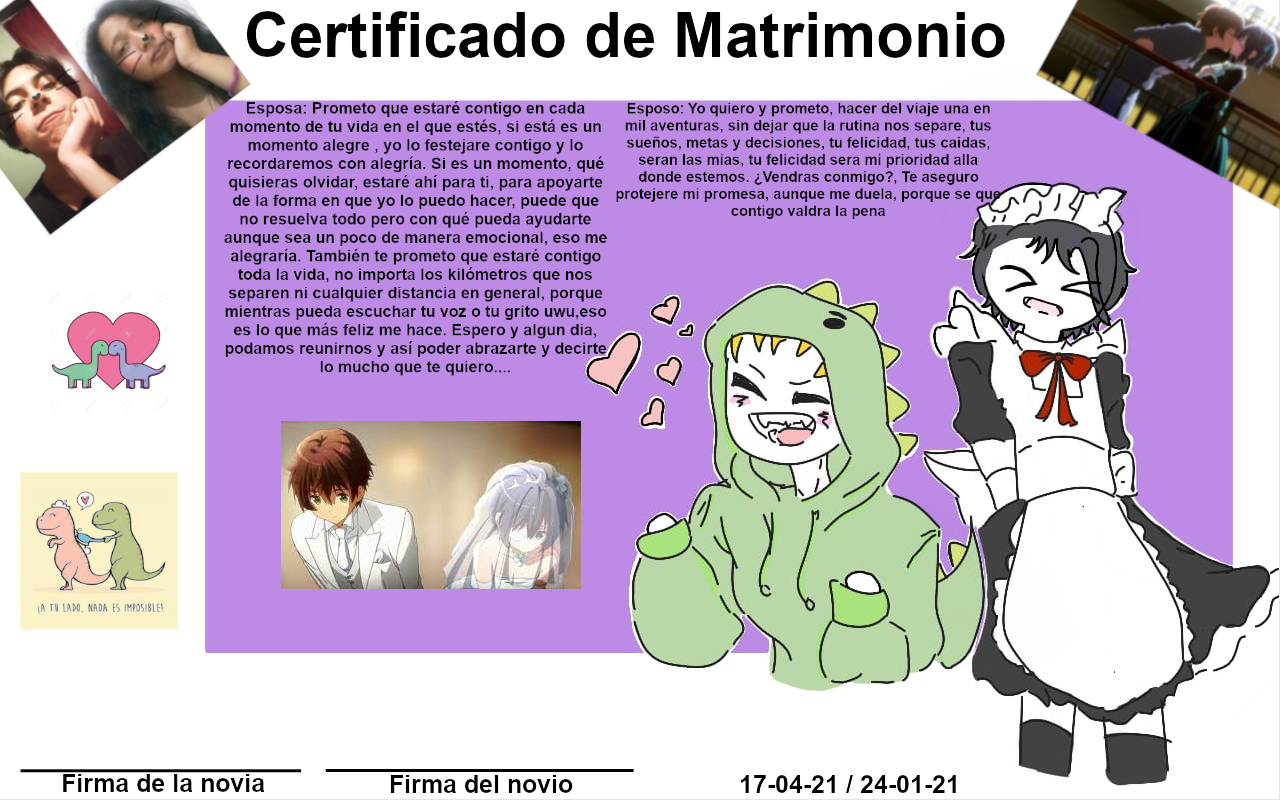 Certificado de Matrimonio
Esposa: Prometo que estaré contigo en cada
momento de tu vida en el que estés, si está es un
momento alegre , yo lo festejare contigo y lo
recordaremos con alegría. Si es un momento, qué
quisieras olvidar, estaré ahí para ti, para apoyarte
de la forma en que yo lo puedo hacer, puede que
no resuelva todo pero con qué pueda ayudarte
aunque sea un poco de manera emocional, eso me
alegraría. También te prometo que estaré contigo
toda la vida, no importa los kilómetros que nos
separen ni cualquier distancia en general, porque
mientras pueda escuchar tu voz o tu grito uwu,eso
es lo que más feliz me hace. Espero y algun dia,
podamos reunirnos y así poder abrazarte y decirte
lo mucho que te quiero....
Esposo: Yo quiero y prometo, hacer del viaje una en
mil aventuras, sin dejar que la rutina nos separe, tus
sueños, metas y decisiones, tu felicidad, tus caidas,
seran las mias, tu felicidad sera mi prioridad alla
donde estemos. ¿Vendras conmigo?, Te aseguro
protejere mi promesa, aunque me duela, porque se que
contigo valdra la pena
¡A TU LADO, NADA ES IMPOSIBLE!
Firma de la novia
Firma del novio
17-04-21 / 24-01-21